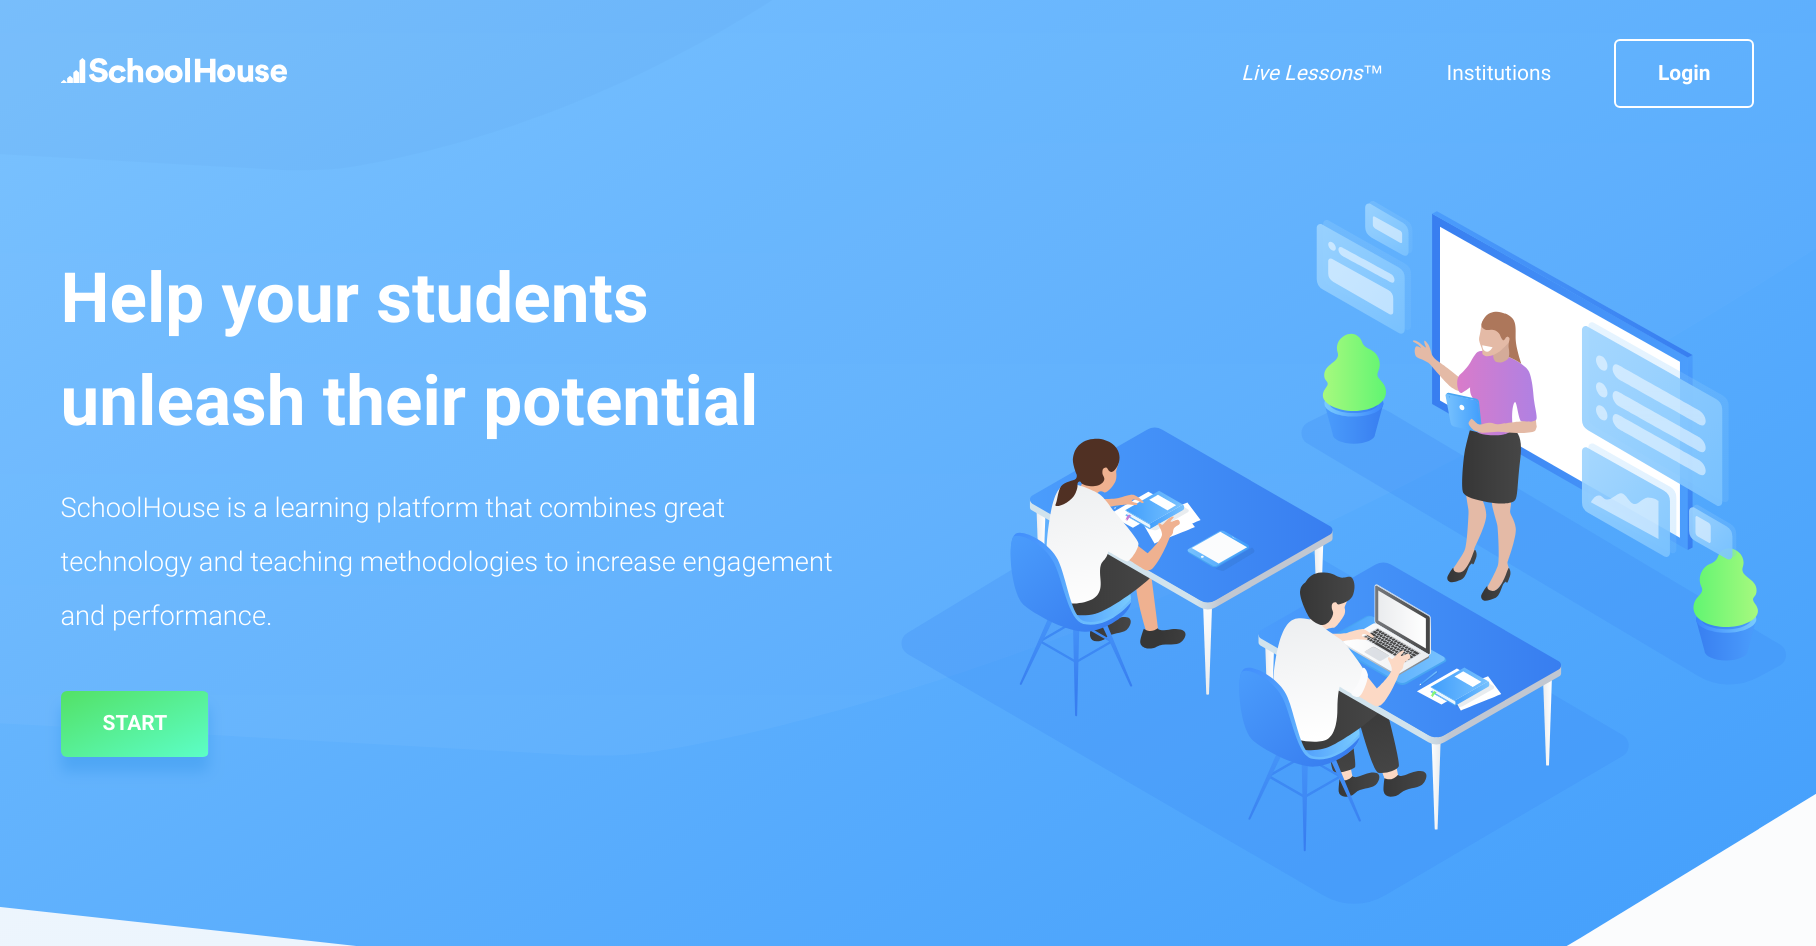 SchoolHouse
Live Lessons™
Institutions
Login
Help your students
unleash their potential
SchoolHouse is a learning platform that combines great
technology and teaching methodologies to increase engagement
and performance.
START